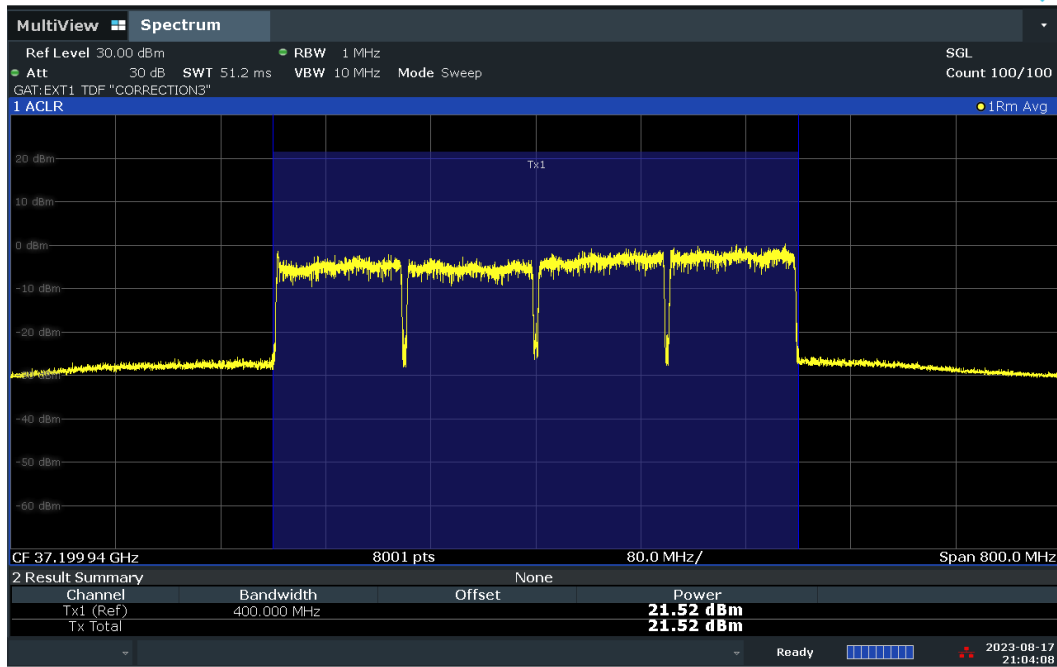 MultiView Spectrum
Ref Level 30.00 dBm RBW 1 MHz SGL
Att 30 dB SWT 51.2 ms VBW 10 MHz Mode Sweep Count 100/100
GAT:EXT1 TDF "CORRECTION3"
1 ACLR 1Rm Avg
20 dBm
Tx1
10 dBm
0 dBm
-10 dBm
-20 dBm
-40 dBm
-50 dBm
-60 dBm
CF 37.19994 GHz 8001 pts 80.0 MHz/ Span 800.0 MHz
2 Result Summary None
Channel Bandwidth Offset Power
Tx1 (Ref) 400.000 MHz 21.52 dBm
Tx Total 21.52 dBm
Ready 2023-08-17
21:04:08